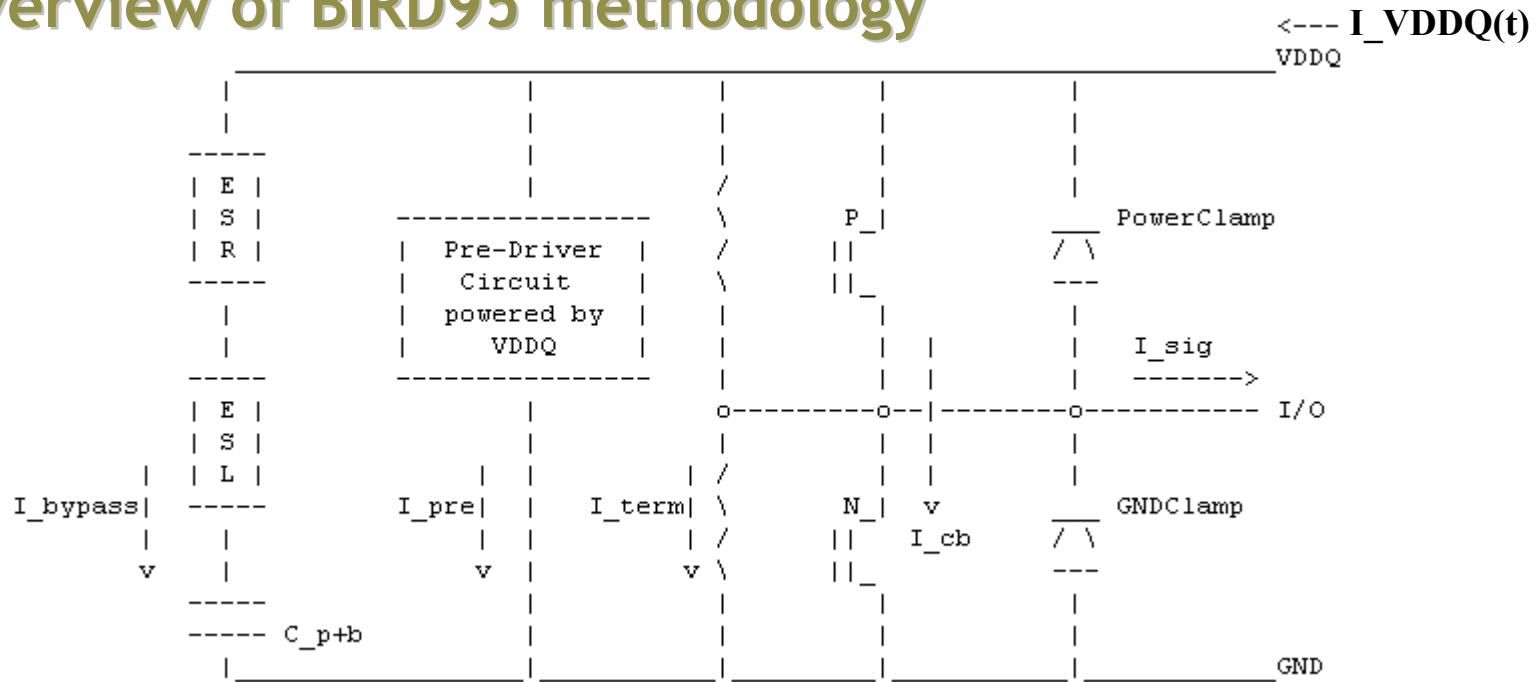 verview of BIRD95 methodology
<--- I_VDDQ(t)
VDDQ
E
S
R
Pre-Driver
Circuit
powered by
VDDQ
P_
PowerClamp
I_sig
------->
I/O
E
S
L
I_bypass
I_pre
I_term
N_
v
I_cb
GNDClamp
v
v
v
C_p+b
GND